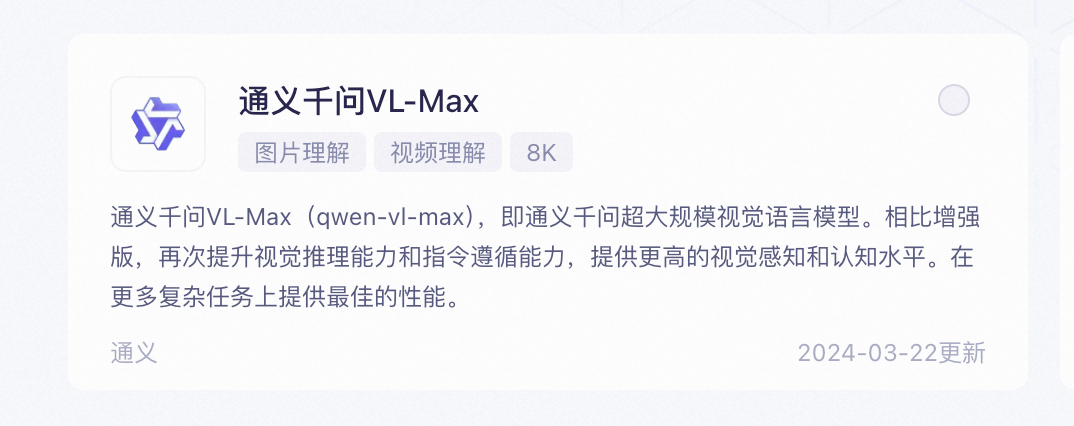 通义千问VL-Max
图片理解 视频理解 8K
通义千问VL-Max（qwen-vl-max），即通义千问超大规模视觉语言模型。相比增强
版，再次提升视觉推理能力和指令遵循能力，提供更高的视觉感知和认知水平。在
更多复杂任务上提供最佳的性能。
通义 2024-03-22更新